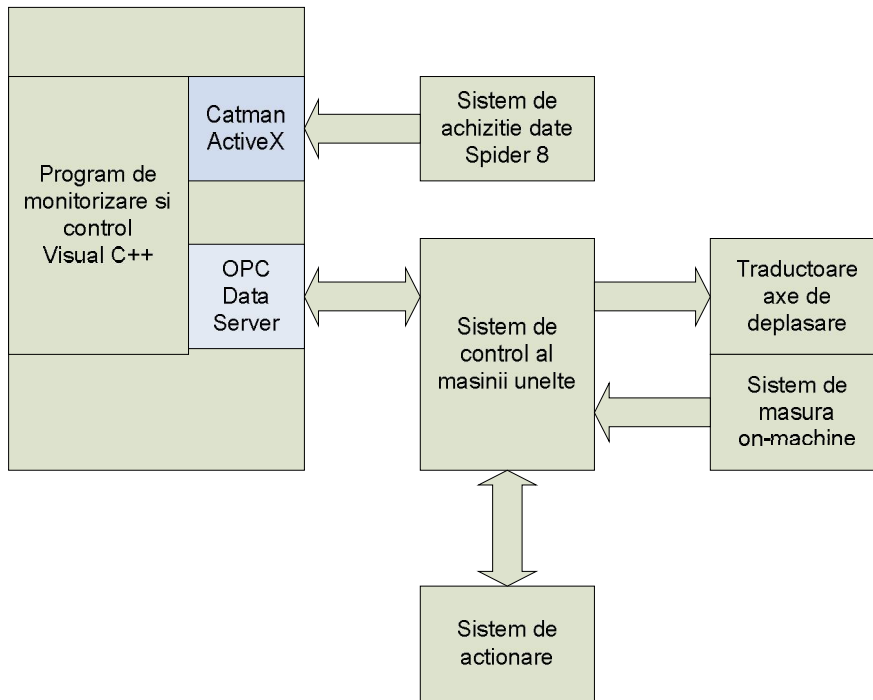 Program de
monitorizare si
control
Visual C++
Catman
ActiveX
OPC
Data
Server
Sistem de
achizitie date
Spider 8
Sistem de
control al
masinii unelte
Traductoare
axe de
deplasare
Sistem de
masura
on-machine
Sistem de
actionare